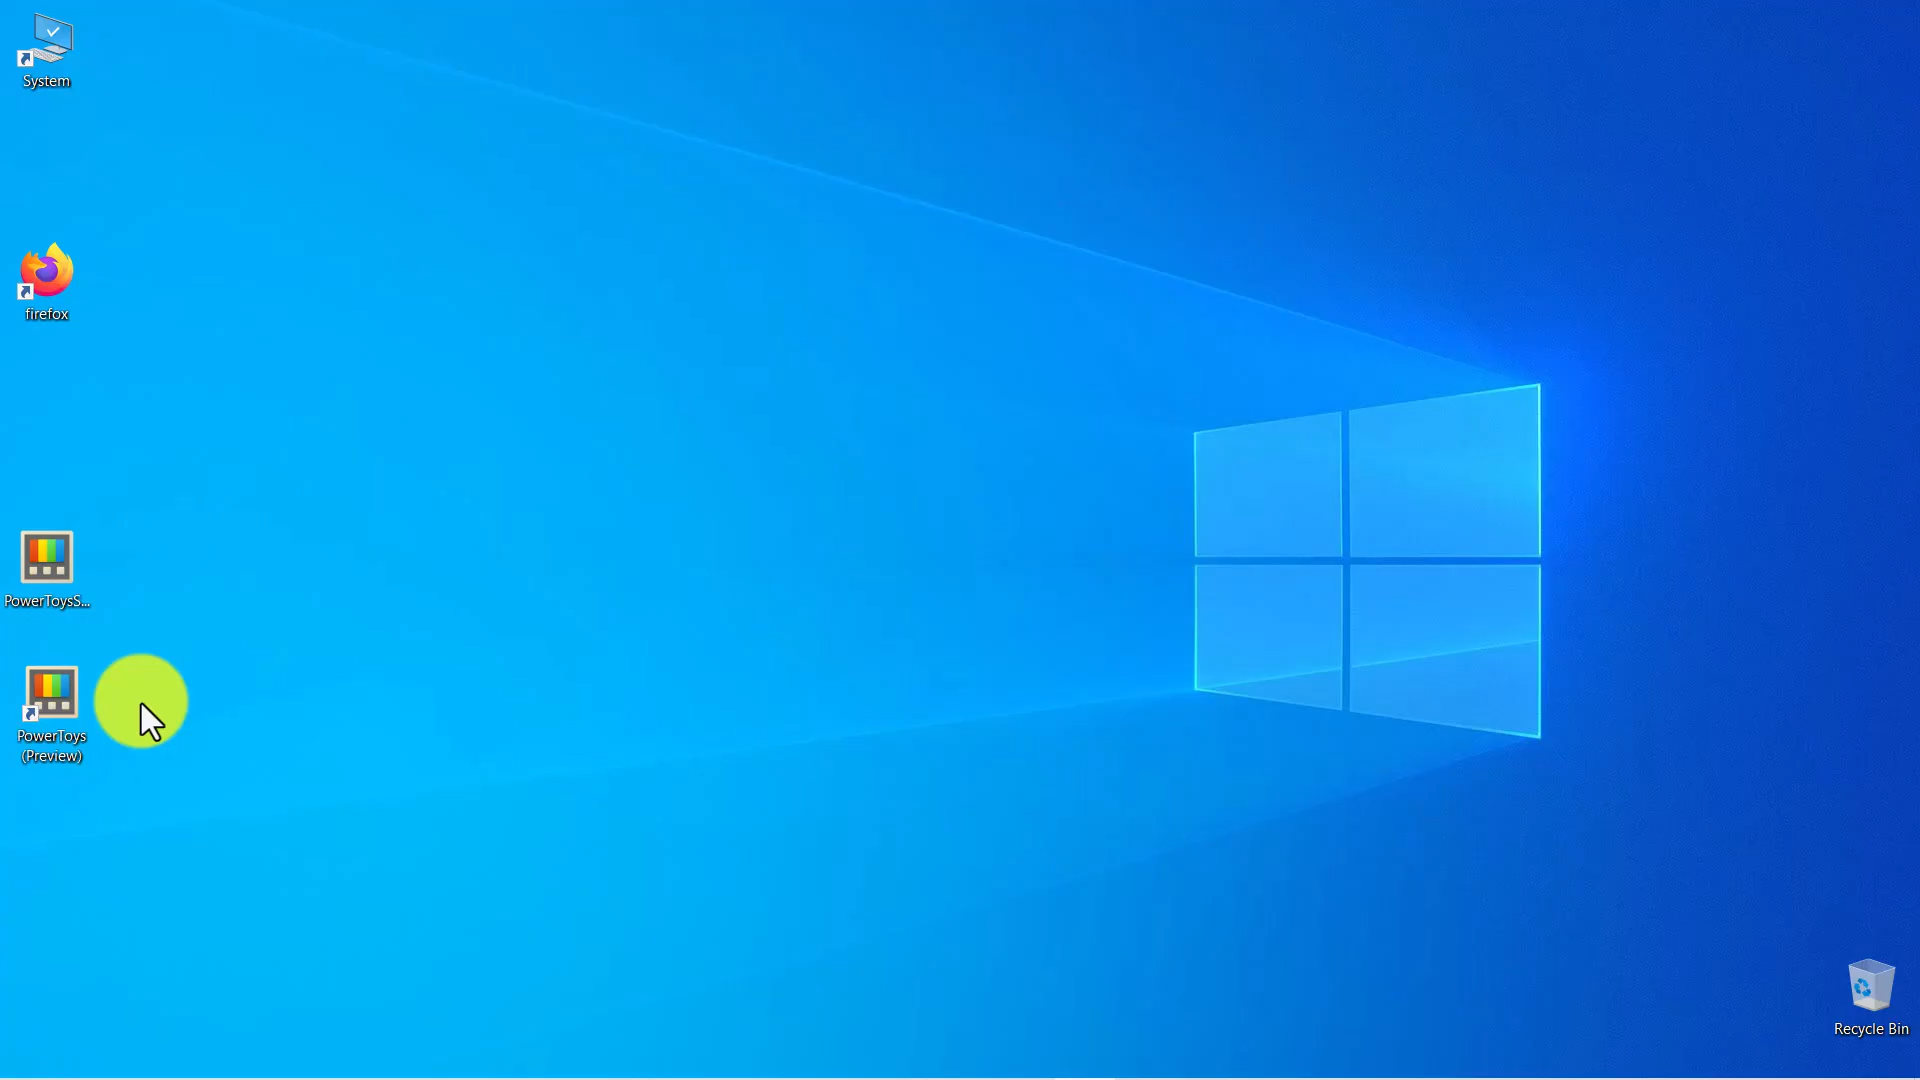 System
firefox
PowerToysS...
PowerToys
(Preview)
Recycle Bin